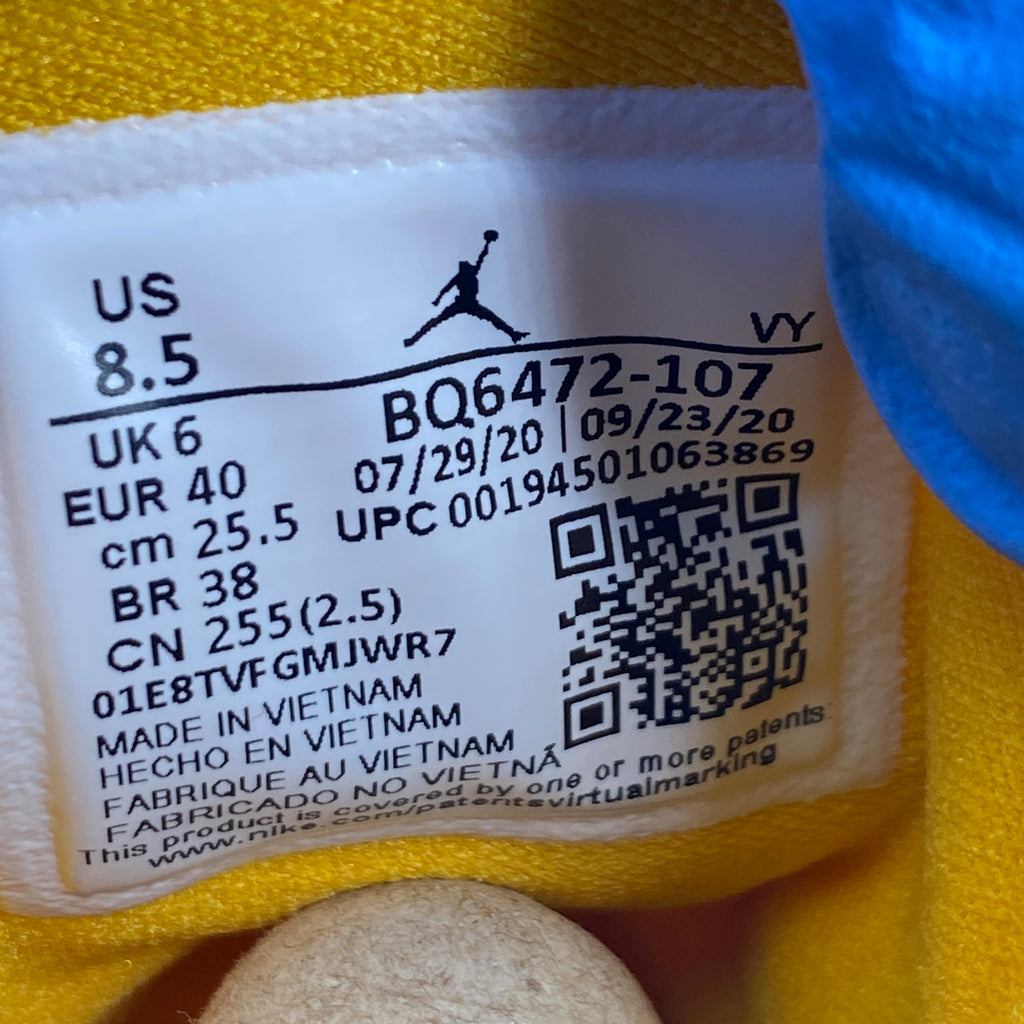 US
8.5
VY
UK 6
EUR 40
cm 25.5
BR 38
CN 255(2.5)
BQ6472-107
07/29/20 | 09/23/20
UPC 00194501063869
01E8TVFGMJWR7
MADE IN VIETNAM
HECHO EN VIETNAM
FABRIQUE AU VIETNAM
FABRICADO NO VIETNÃ
This product is covered by one or more patents
www.nike.com/patentsvirtualmarking